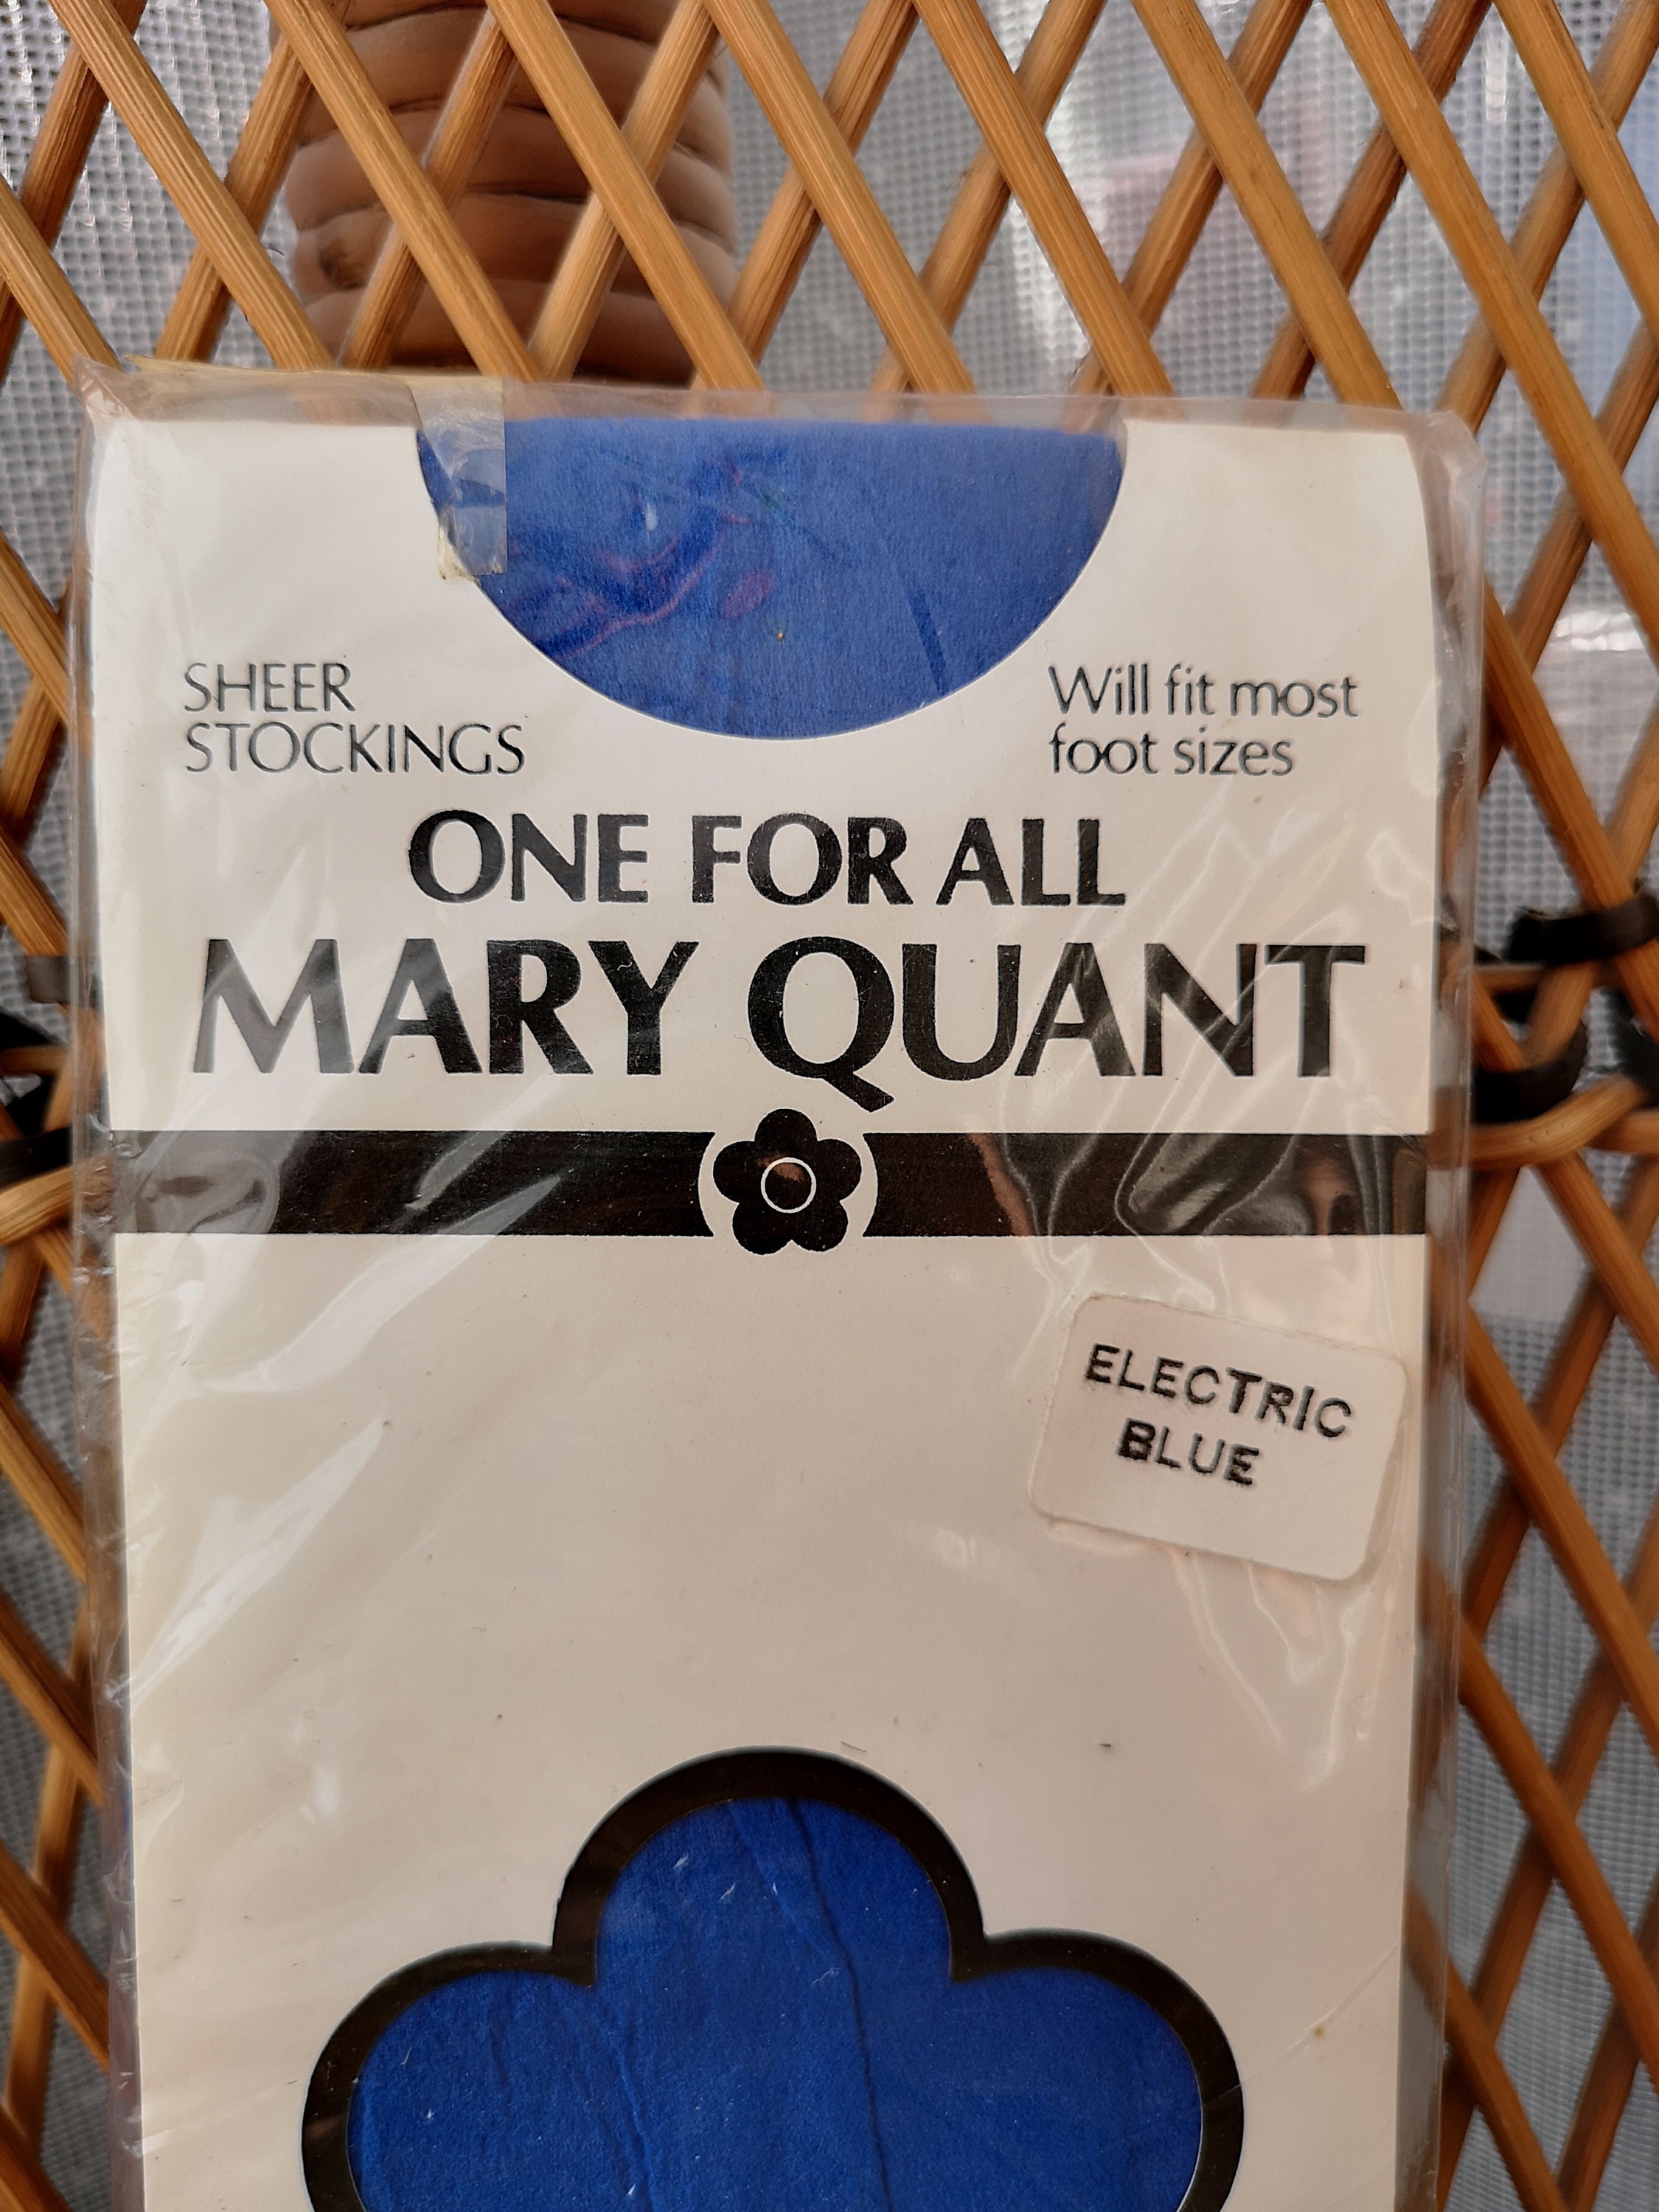 SHEER
STOCKINGS
Will fit most
foot sizes
ONE FOR ALL
MARY QUANT
ELECTRIC
BLUE